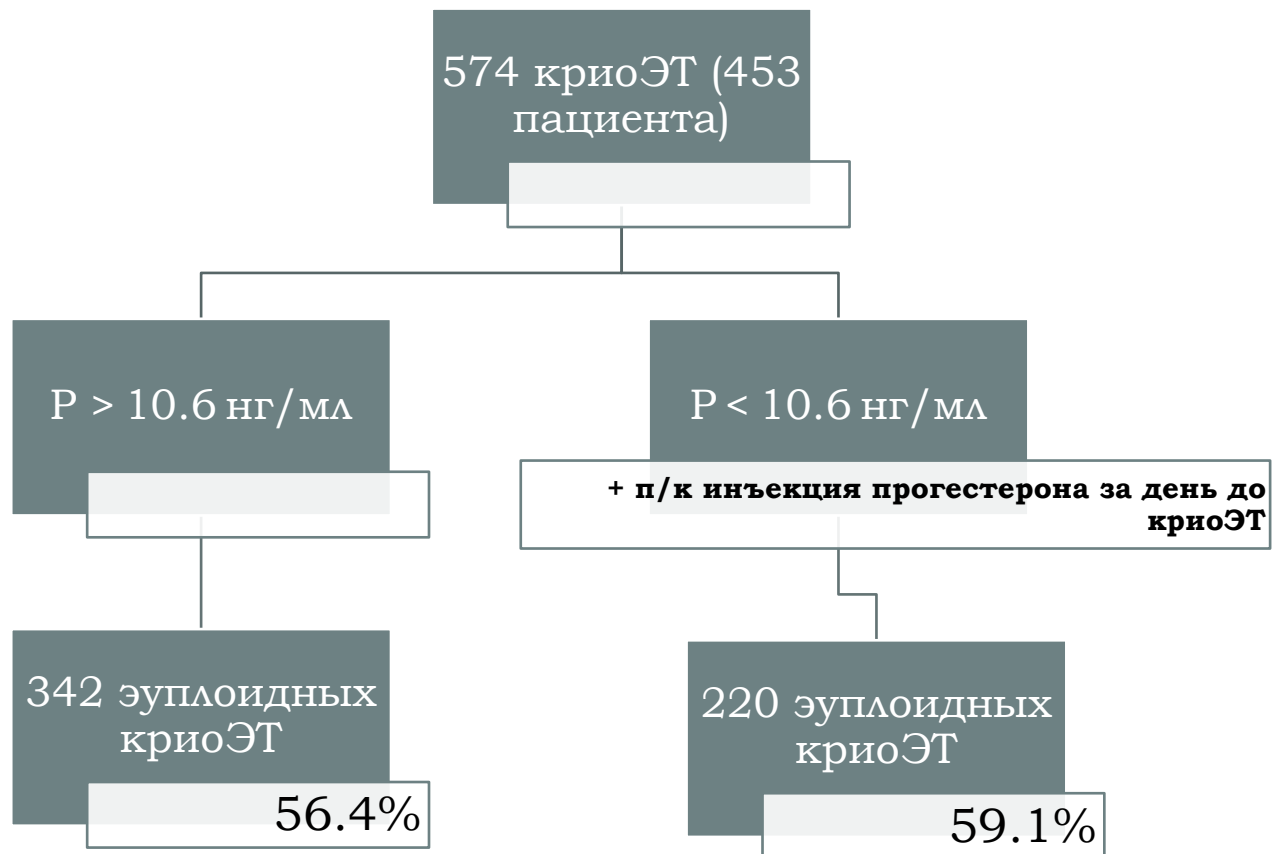 574 криоЭТ (453
пациента)
P > 10.6 нг/мл
P < 10.6 нг/мл
+ п/к инъекция прогестерона за день до
криоЭТ
342 эуплоидных
криоЭТ
56.4%
220 эуплоидных
криоЭТ
59.1%